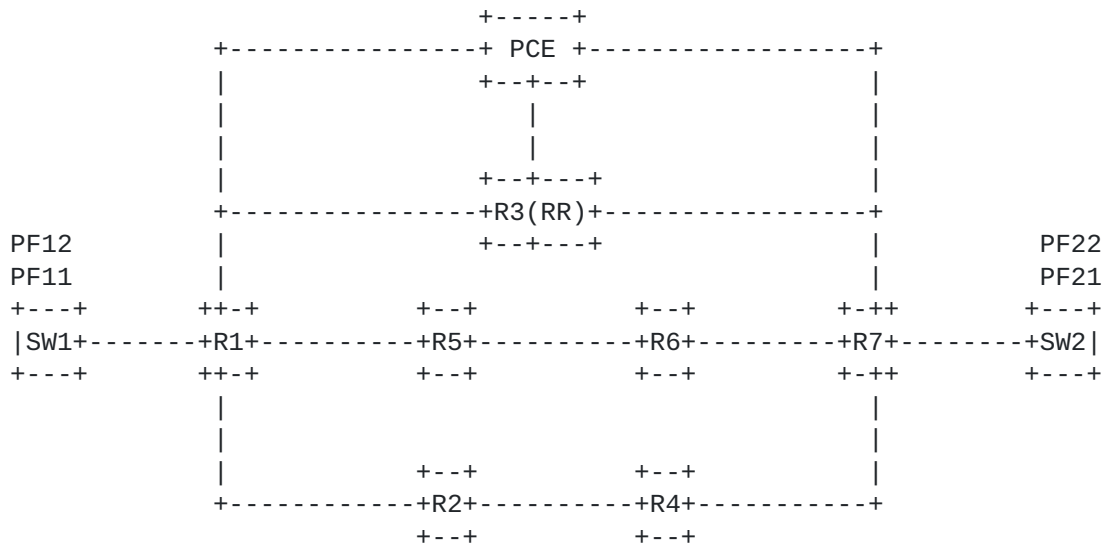 PCE
R3(RR)
PF12 PF22
PF11 PF21
SW1 R1 R5 R6 R7 SW2
R2 R4